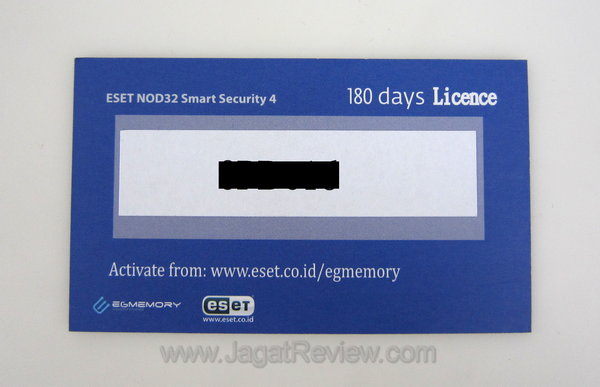 ESET NOD32 Smart Security 4
180 days Licence
Activate from: www.eset.co.id/egmemory
EGMEMORY
eseT
www.eset.co.id
www.JagatReview.com